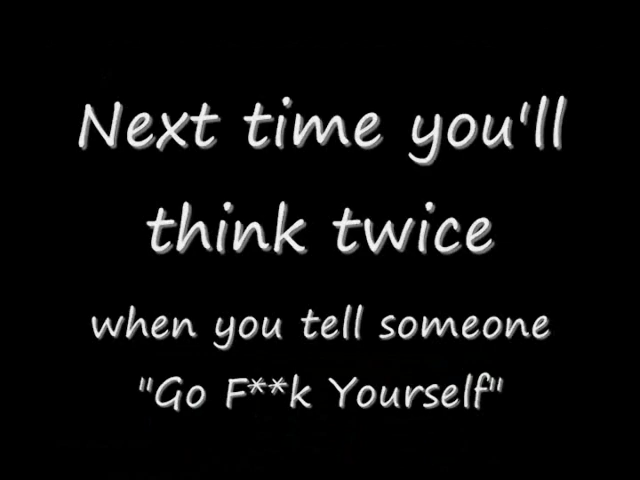 Next time you'll
think twice
when you tell someone
"Go F**k Yourself"